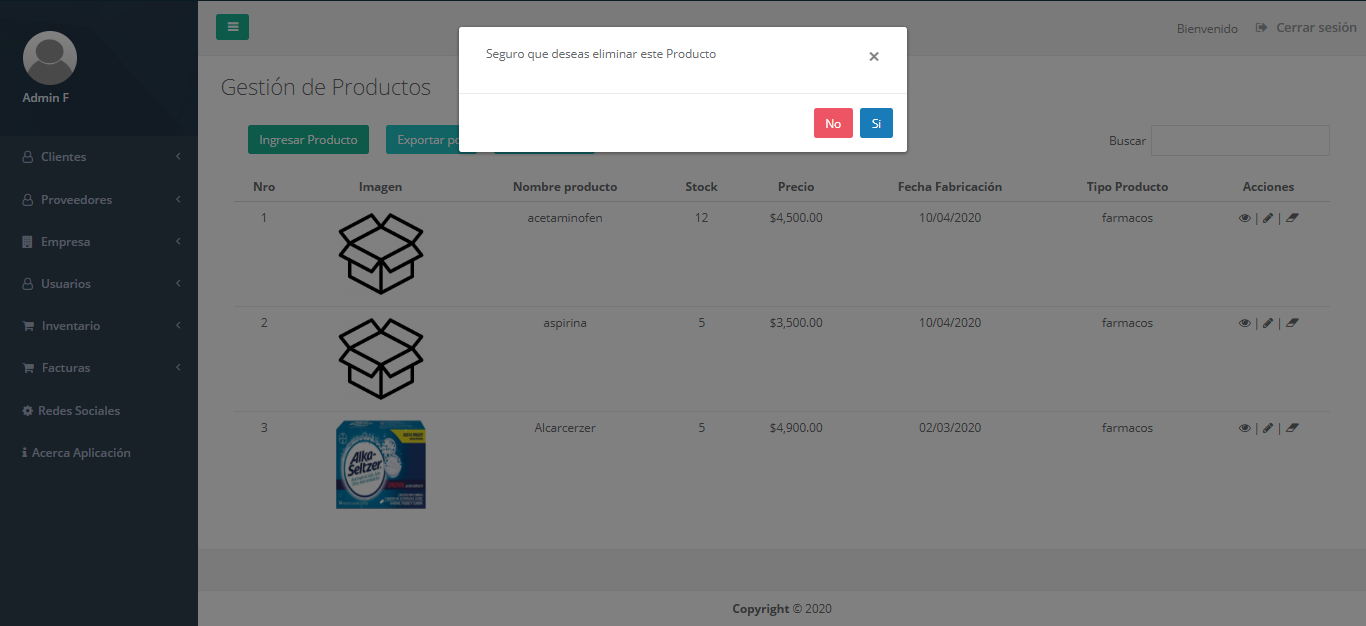 Bienvenido Cerrar sesión
Seguro que deseas eliminar este Producto ×
No Si
Admin F
Clientes
Proveedores
Empresa
Usuarios
Inventario
Facturas
Redes Sociales
Acerca Aplicación
Gestión de Productos
Ingresar Producto Exportar Buscar
Nro Imagen Nombre producto Stock Precio Fecha Fabricación Tipo Producto Acciones
1 acetaminofen 12 $4,500.00 10/04/2020 farmacos | |
2 aspirina 5 $3,500.00 10/04/2020 farmacos | |
3 Alcarcerzer 5 $4,900.00 02/03/2020 farmacos | |
Alka-
Seltzer
Copyright © 2020